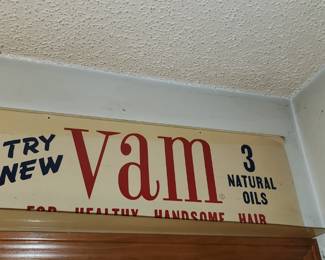 TRY
NEW
Vam
3
NATURAL
OILS
FOR HEALTHY HANDSOME HAIR